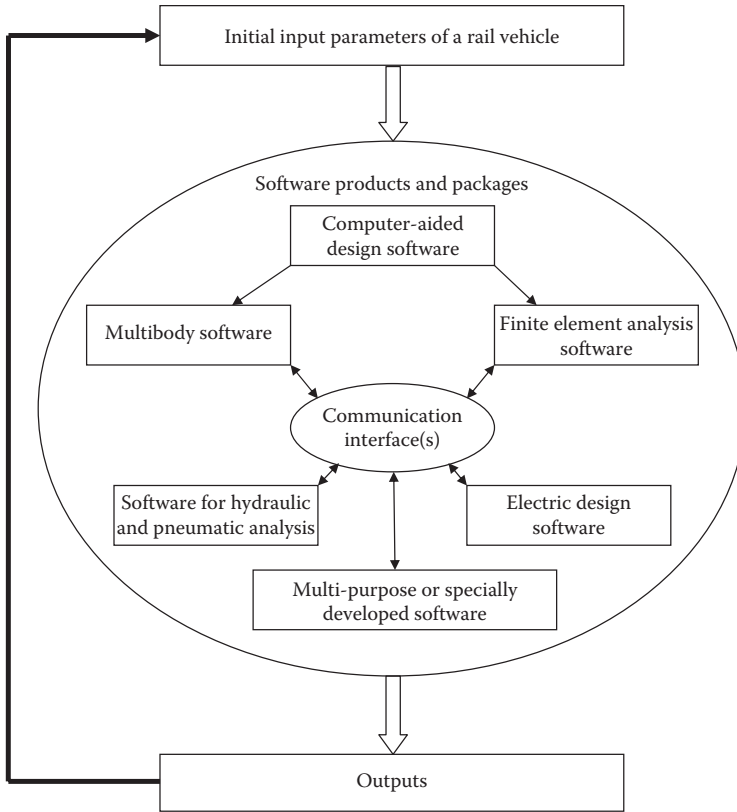 Initial input parameters of a rail vehicle
Software products and packages
Computer-aided
design software
Multibody software
Finite element analysis
software
Communication
interface(s)
Software for hydraulic
and pneumatic analysis
Electric design
software
Multi-purpose or specially
developed software
Outputs